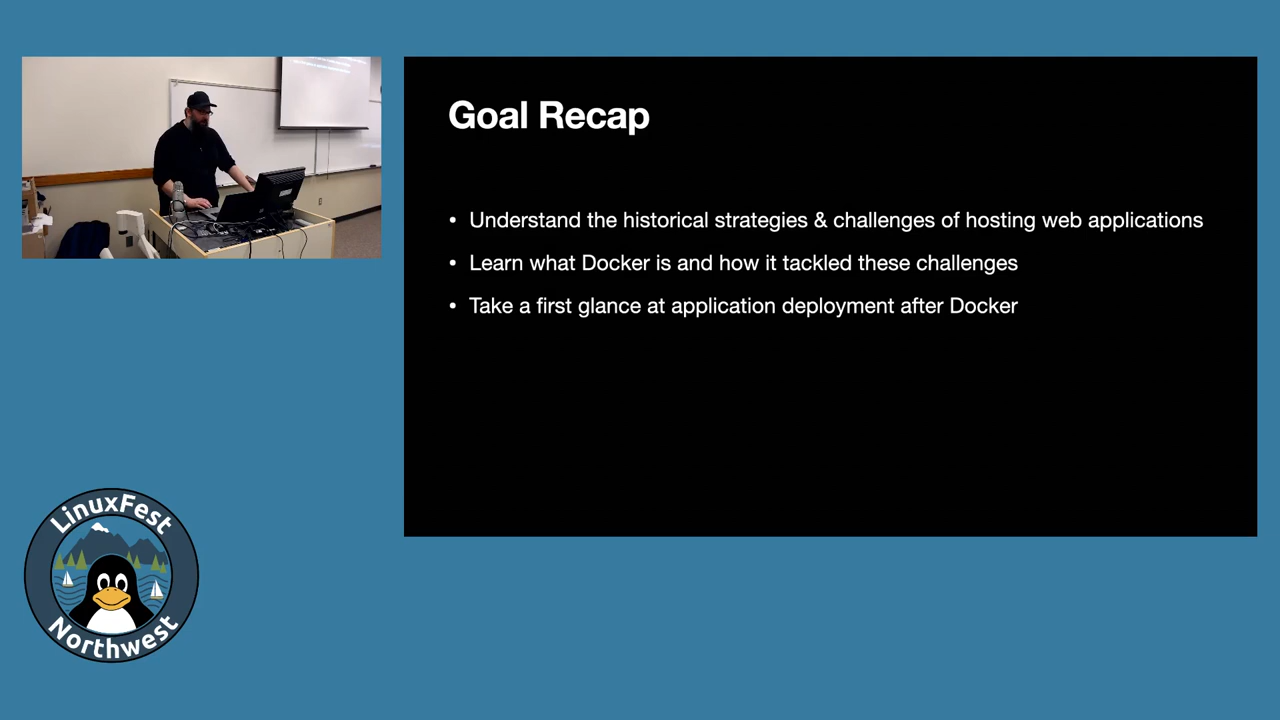 Goal Recap
• Understand the historical strategies & challenges of hosting web applications
• Learn what Docker is and how it tackled these challenges
• Take a first glance at application deployment after Docker
LinuxFest
Northwest